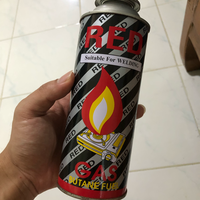 RED
Suitable For WELDING
GAS
BUTANE FUEL